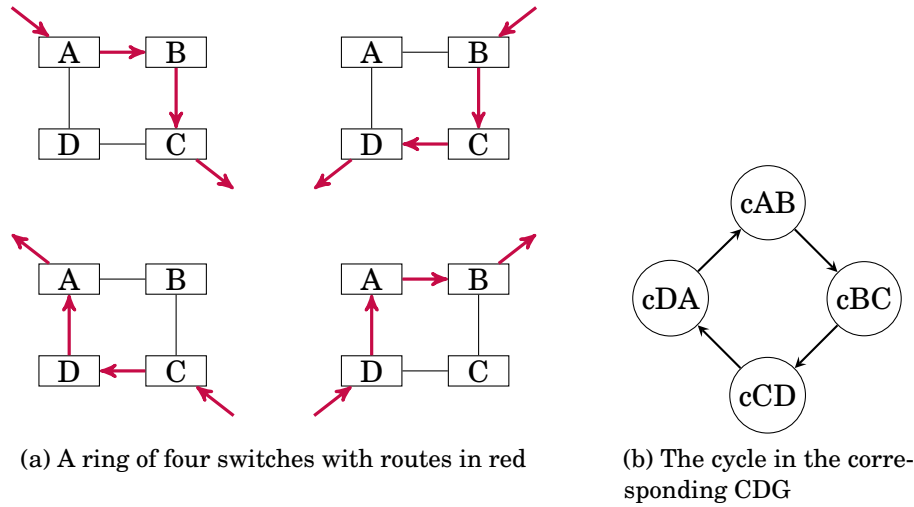 A B
D C
A B
D C
A B
D C
A B
D C
cAB
cDA cBC
cCD
(a) A ring of four switches with routes in red
(b) The cycle in the corre-
sponding CDG